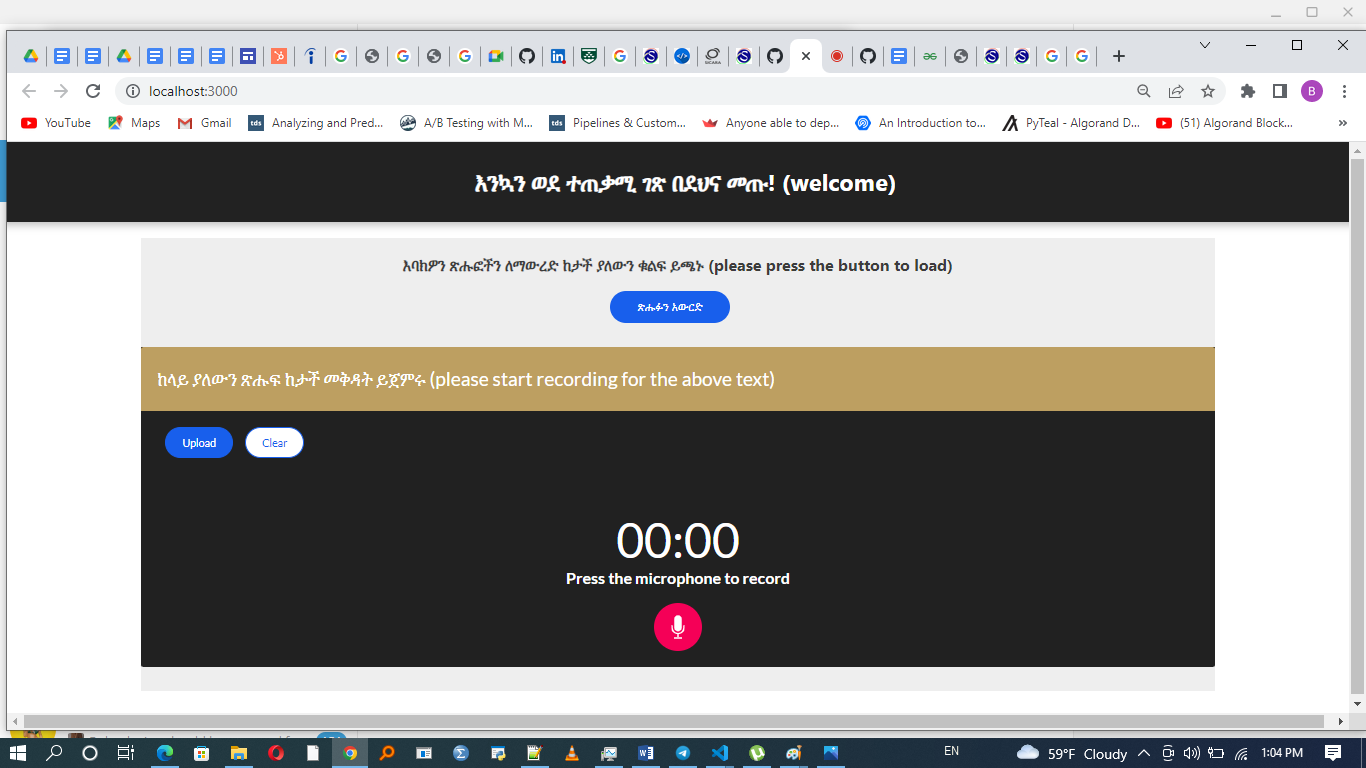 localhost:3000
YouTube
Maps
Gmail
tds
Analyzing and Pred...
A/B Testing with M...
tds
Pipelines & Custom...
Anyone able to dep...
An Introduction to...
PyTeal - Algorand D...
(51) Algorand Block...
»
B
እንኳን ወደ ተጠቃሚ ገጽ በደህና መጡ! (welcome)
እባክዎን ጽሑፎችን ለማውረድ ከታች ያለውን ቁልፍ ይጫኑ (please press the button to load)
ጽሑፉን አውርድ
ከላይ ያለውን ጽሑፍ ከታች መቅዳት ይጀምሩ (please start recording for the above text)
Upload
Clear
00:00
Press the microphone to record
EN
59°F Cloudy
1:04 PM